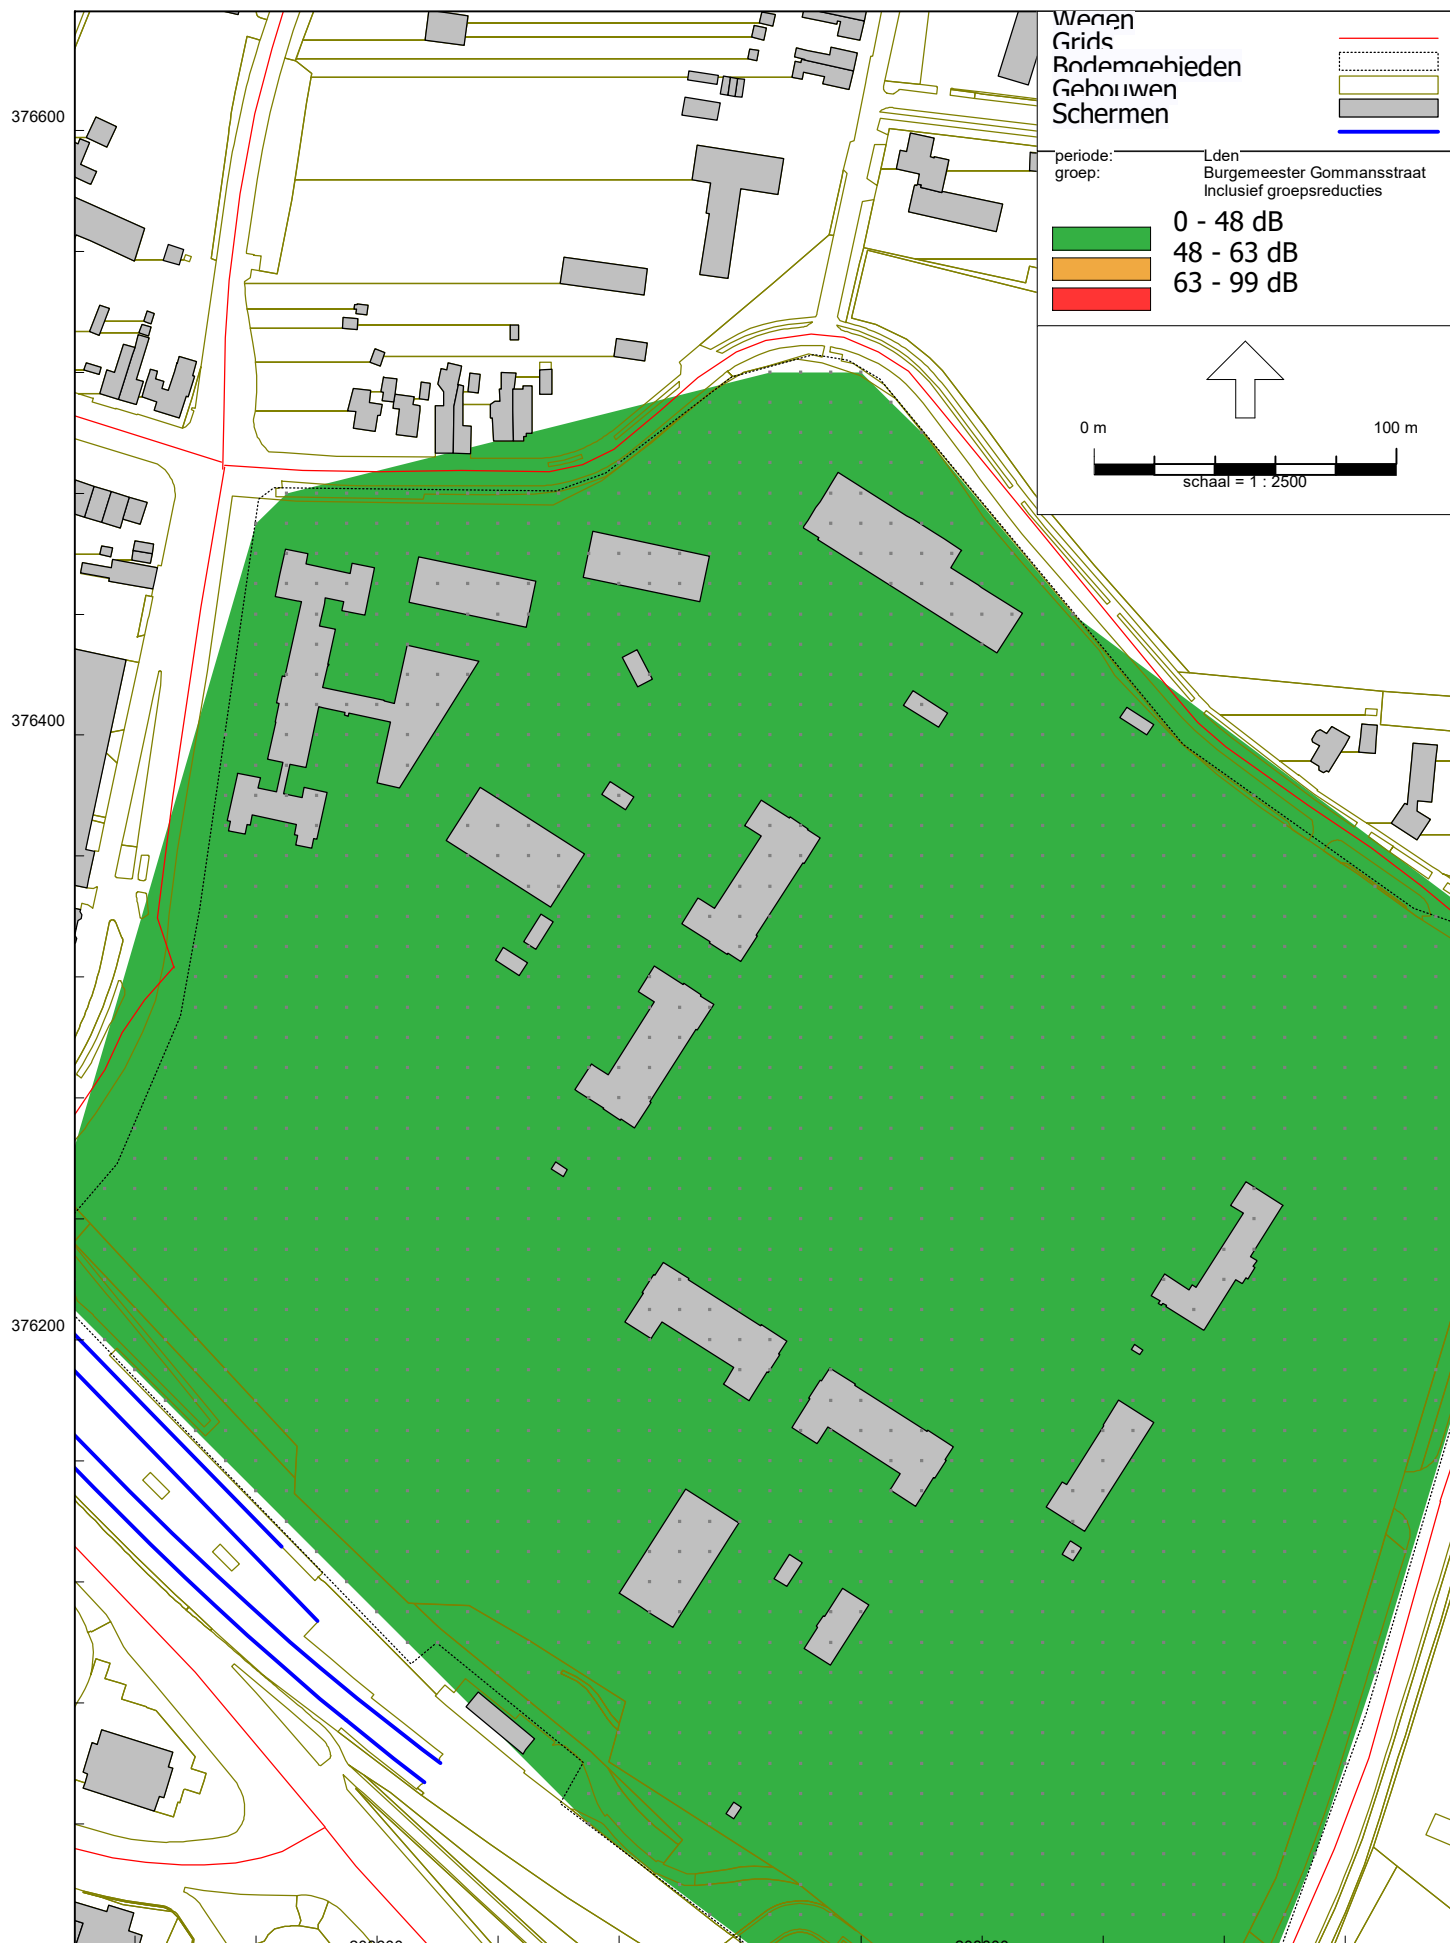 Wegen
Grids
Bodemgebieden
Gebouwen
Schermen
periode: Lden
groep: Burgemeester Gommansstraat
Inclusief groepsreducties
0 - 48 dB
48 - 63 dB
63 - 99 dB
0 m 100 m
schaal = 1 : 2500
376600
376400
376200